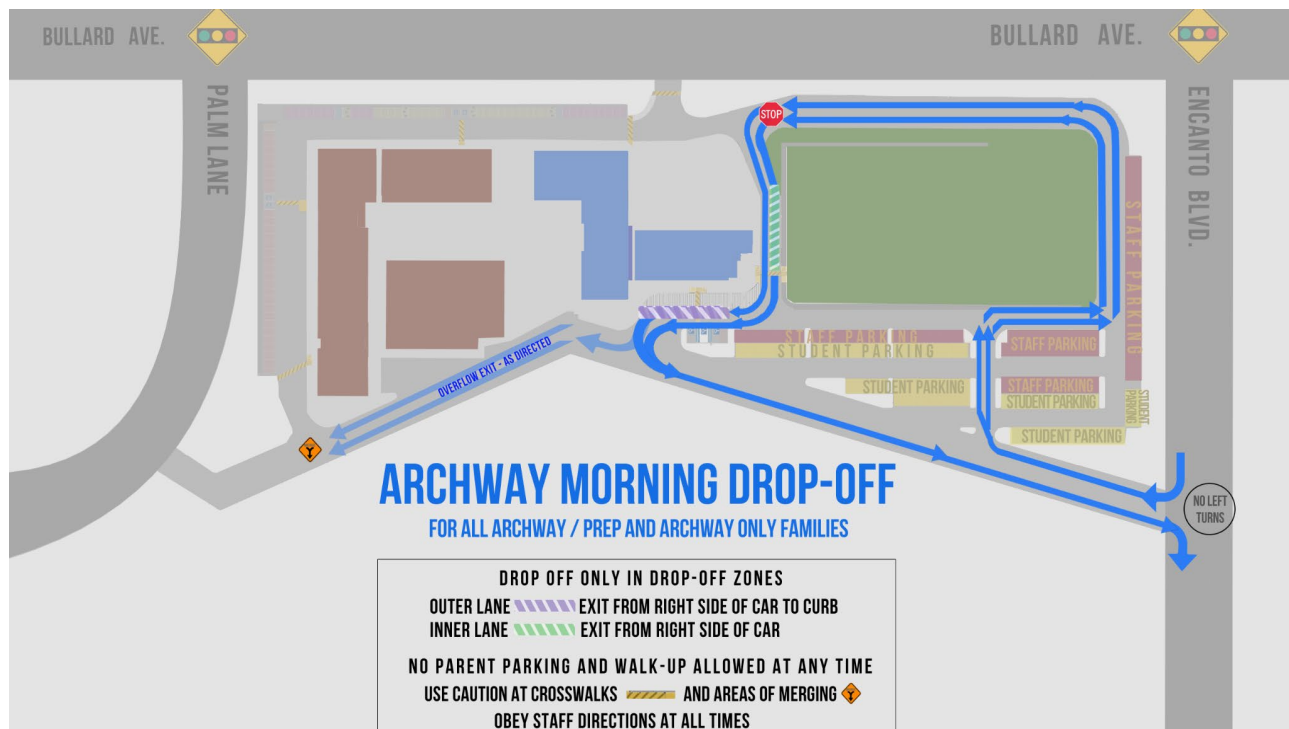 BULLARD AVE.
BULLARD AVE.
PALM LANE
ENCANTO BLVD.
STOP
STAFF PARKING
STAFF PARKING
STUDENT PARKING
STAFF PARKING
STUDENT PARKING
STAFF PARKING
STUDENT PARKING
STUDENT PARKING
STUDENT PARKING
OVERFLOW EXIT - AS DIRECTED
NO LEFT
TURNS
ARCHWAY MORNING DROP-OFF
FOR ALL ARCHWAY / PREP AND ARCHWAY ONLY FAMILIES
DROP OFF ONLY IN DROP-OFF ZONES
OUTER LANE EXIT FROM RIGHT SIDE OF CAR TO CURB
INNER LANE EXIT FROM RIGHT SIDE OF CAR
NO PARENT PARKING AND WALK-UP ALLOWED AT ANY TIME
USE CAUTION AT CROSSWALKS AND AREAS OF MERGING
OBEY STAFF DIRECTIONS AT ALL TIMES